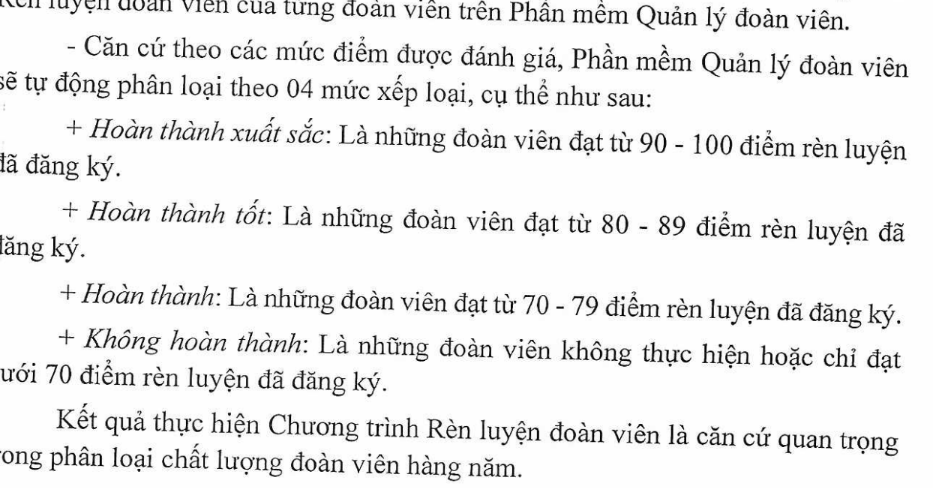 luyện đoàn viên của từng đoàn viên trên Phần mềm Quản lý đoàn viên.
- Căn cứ theo các mức điểm được đánh giá, Phần mềm Quản lý đoàn viên
sẽ tự động phân loại theo 04 mức xếp loại, cụ thể như sau:
+ Hoàn thành xuất sắc: Là những đoàn viên đạt từ 90 - 100 điểm rèn luyện
đã đăng ký.
+ Hoàn thành tốt: Là những đoàn viên đạt từ 80 - 89 điểm rèn luyện đã
đăng ký.
+ Hoàn thành: Là những đoàn viên đạt từ 70 - 79 điểm rèn luyện đã đăng ký.
+ Không hoàn thành: Là những đoàn viên không thực hiện hoặc chỉ đạt
ưới 70 điểm rèn luyện đã đăng ký.
Kết quả thực hiện Chương trình Rèn luyện đoàn viên là căn cứ quan trọng
rong phân loại chất lượng đoàn viên hàng năm.